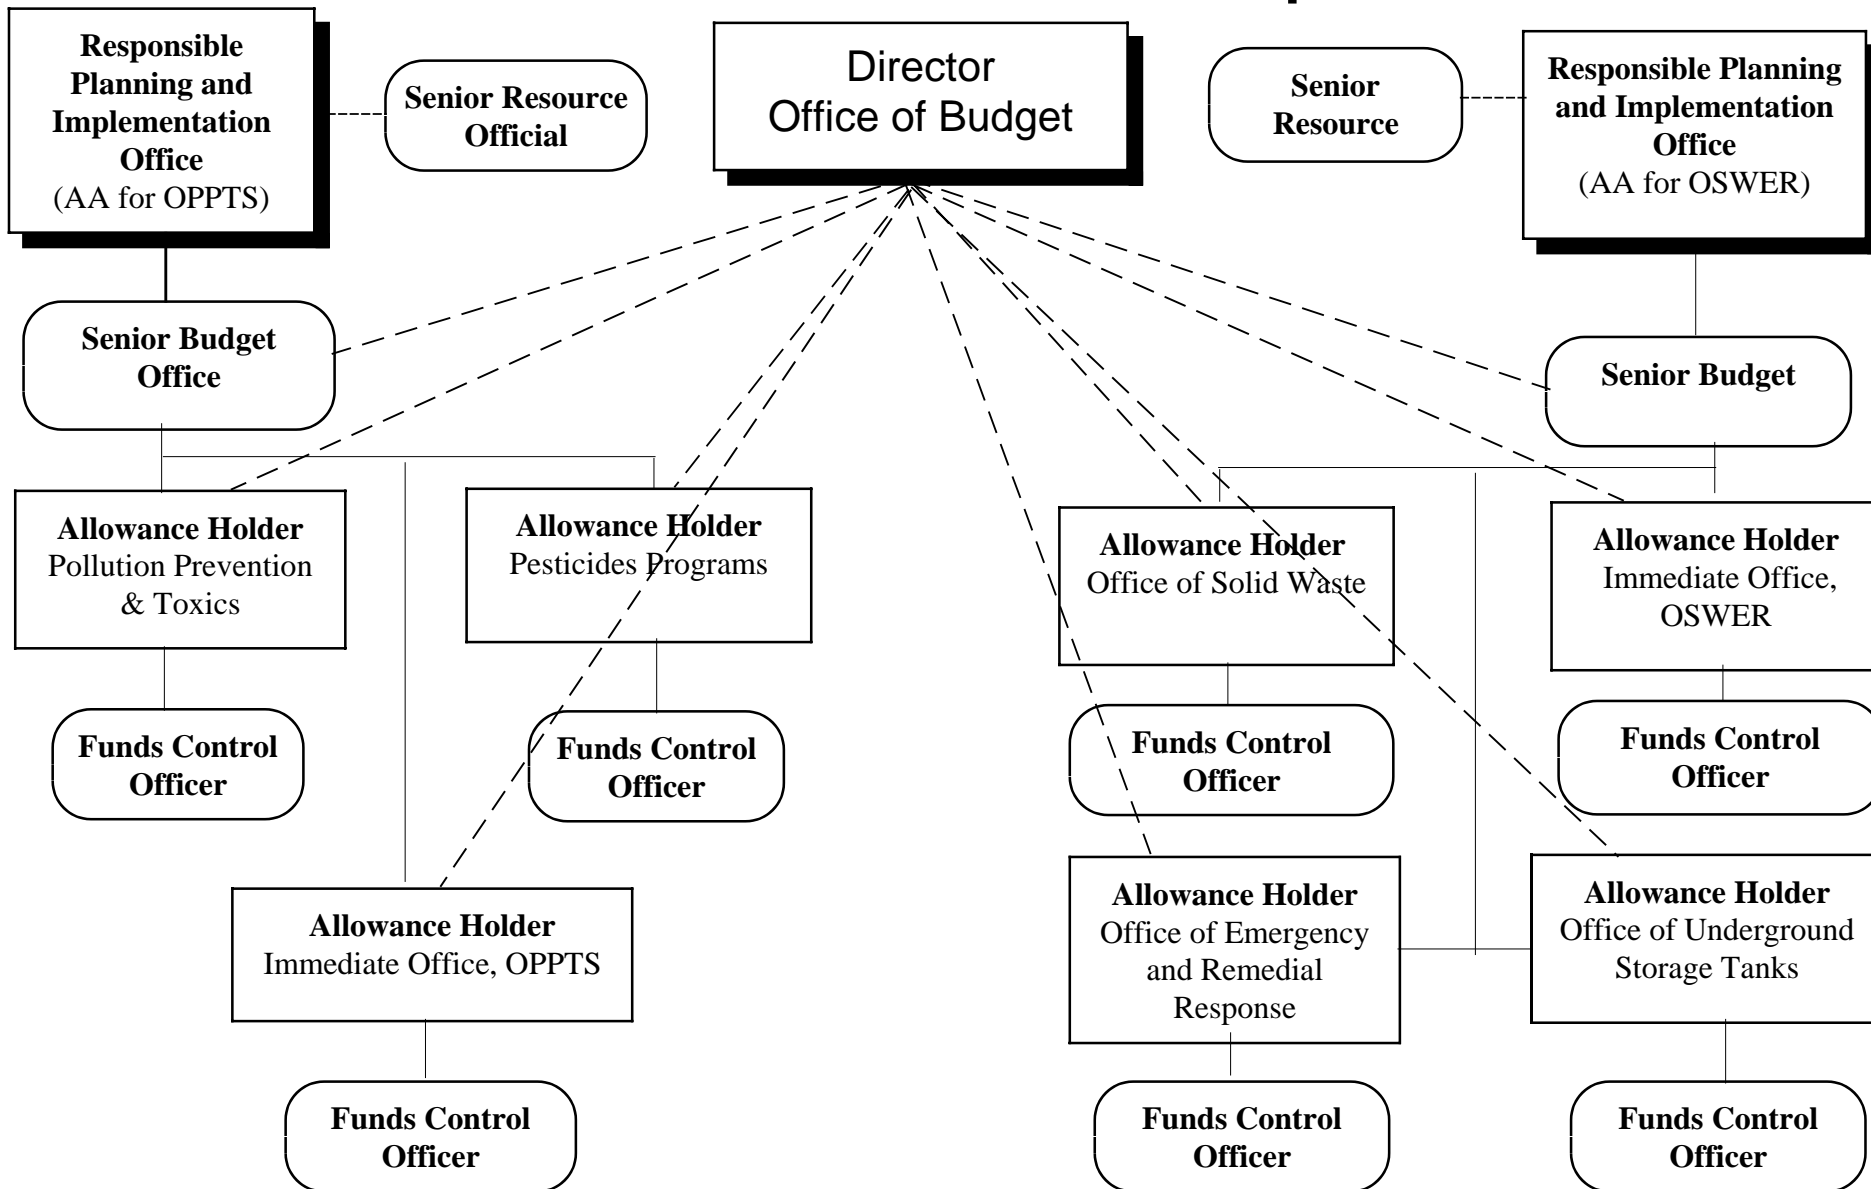 Responsible
Planning and
Implementation
Office
(AA for OPPTS)
Senior Resource
Official
Director
Office of Budget
Senior
Resource
Responsible Planning
and Implementation
Office
(AA for OSWER)
Senior Budget
Office
Senior Budget
Allowance Holder
Pollution Prevention
& Toxics
Allowance Holder
Pesticides Programs
Allowance Holder
Office of Solid Waste
Allowance Holder
Immediate Office,
OSWER
Funds Control
Officer
Funds Control
Officer
Funds Control
Officer
Funds Control
Officer
Allowance Holder
Immediate Office, OPPTS
Allowance Holder
Office of Emergency
and Remedial
Response
Allowance Holder
Office of Underground
Storage Tanks
Funds Control
Officer
Funds Control
Officer
Funds Control
Officer